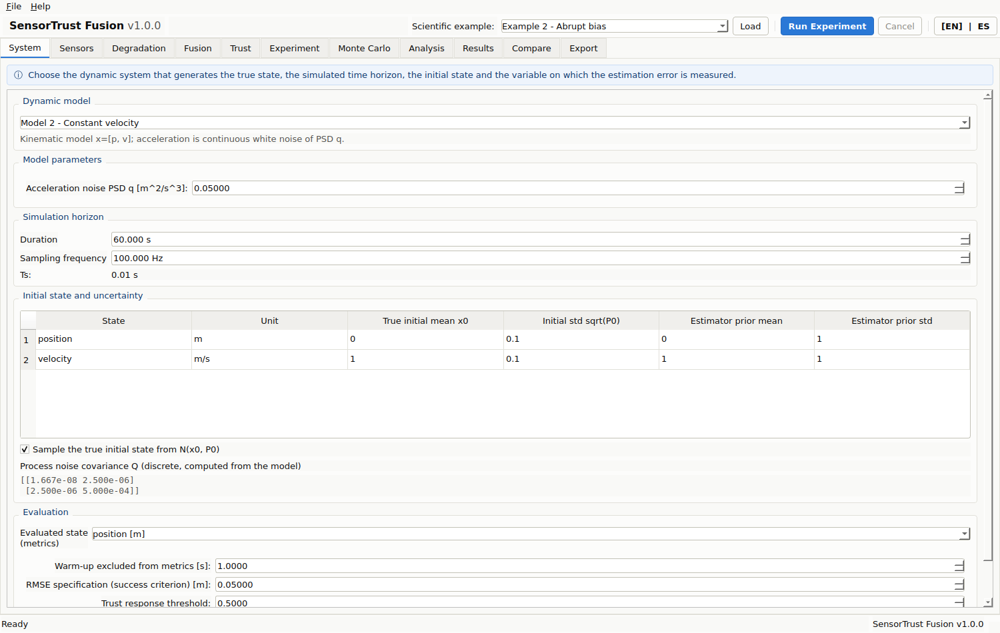 File Help
SensorTrust Fusion v1.0.0
Scientific example: Example 2 - Abrupt bias Load Run Experiment Cancel [EN] | ES
System Sensors Degradation Fusion Trust Experiment Monte Carlo Analysis Results Compare Export
Choose the dynamic system that generates the true state, the simulated time horizon, the initial state and the variable on which the estimation error is measured.
Dynamic model
Model 2 - Constant velocity
Kinematic model x=[p, v]; acceleration is continuous white noise of PSD q.
Model parameters
Acceleration noise PSD q [m^2/s^3]: 0.05000
Simulation horizon
Duration 60.000 s
Sampling frequency 100.000 Hz
Ts: 0.01 s
Initial state and uncertainty
State Unit True initial mean x0 Initial std sqrt(P0) Estimator prior mean Estimator prior std
1 position m 0 0.1 0 1
2 velocity m/s 1 0.1 1 1
Sample the true initial state from N(x0, P0)
Process noise covariance Q (discrete, computed from the model)
[[1.667e-08 2.500e-06]
[2.500e-06 5.000e-04]]
Evaluation
Evaluated state (metrics) position [m]
Warm-up excluded from metrics [s]: 1.0000
RMSE specification (success criterion) [m]: 0.05000
Trust response threshold: 0.5000
Ready SensorTrust Fusion v1.0.0